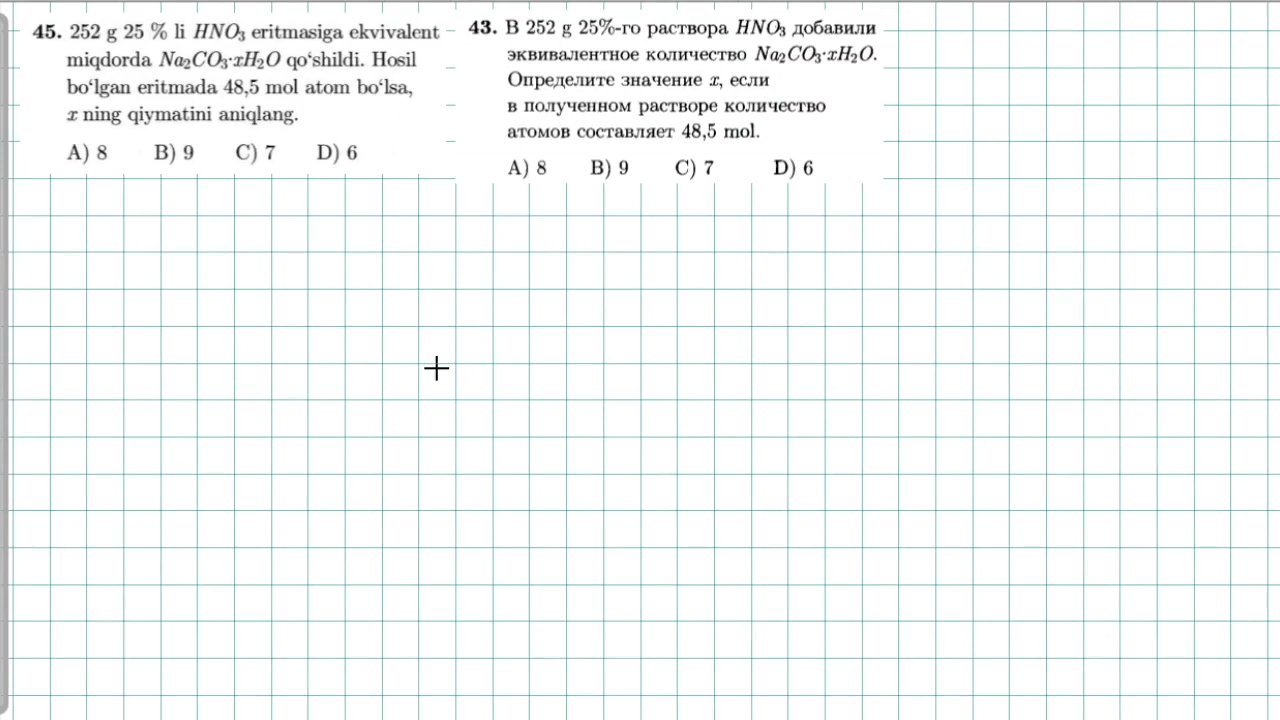 45. 252 g 25 % li HNO₃ eritmasiga ekvivalent
miqdorda Na₂CO₃·xH₂O qo‘shildi. Hosil
bo‘lgan eritmada 48,5 mol atom bo‘lsa,
x ning qiymatini aniqlang.
A) 8 B) 9 C) 7 D) 6
43. В 252 g 25%-го раствора HNO₃ добавили
эквивалентное количество Na₂CO₃·xH₂O.
Определите значение x, если
в полученном растворе количество
атомов составляет 48,5 mol.
A) 8 B) 9 C) 7 D) 6